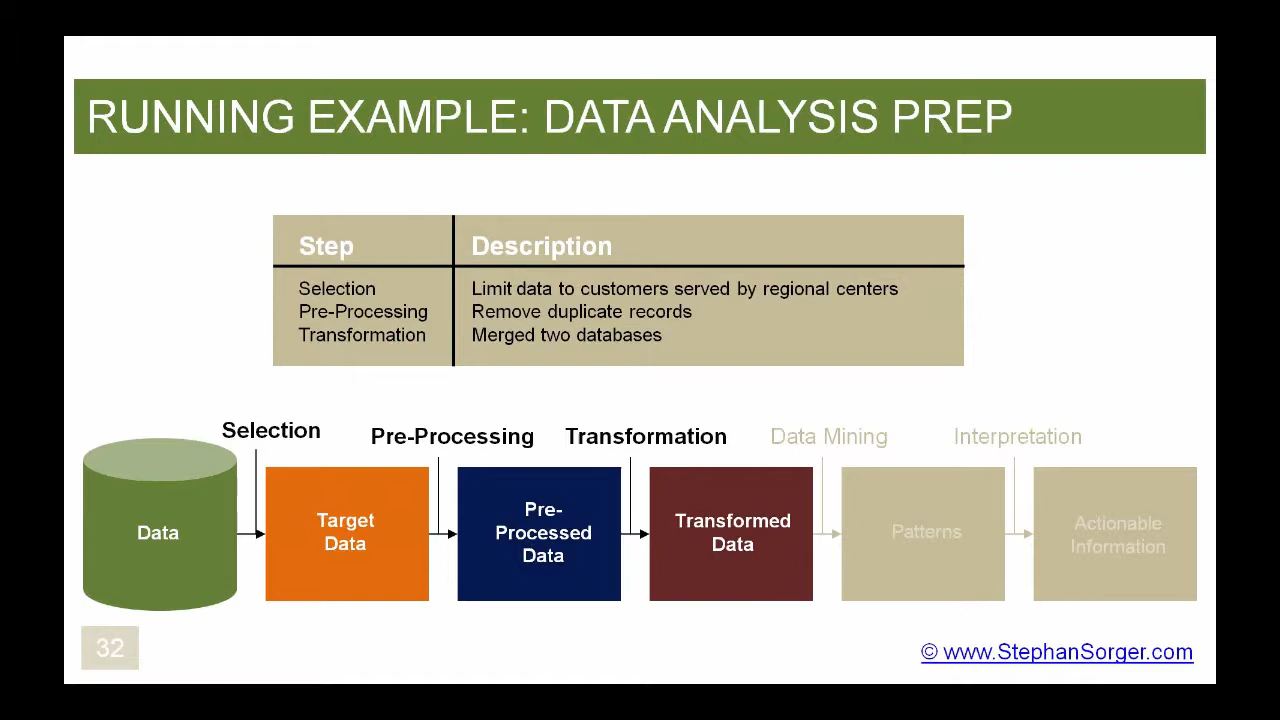 RUNNING EXAMPLE: DATA ANALYSIS PREP
Step Description
Selection Limit data to customers served by regional centers
Pre-Processing Remove duplicate records
Transformation Merged two databases
Selection Pre-Processing Transformation Data Mining Interpretation
Data
Target
Data
Pre-
Processed
Data
Transformed
Data
Patterns
Actionable
Information
32
© www.StephanSorger.com